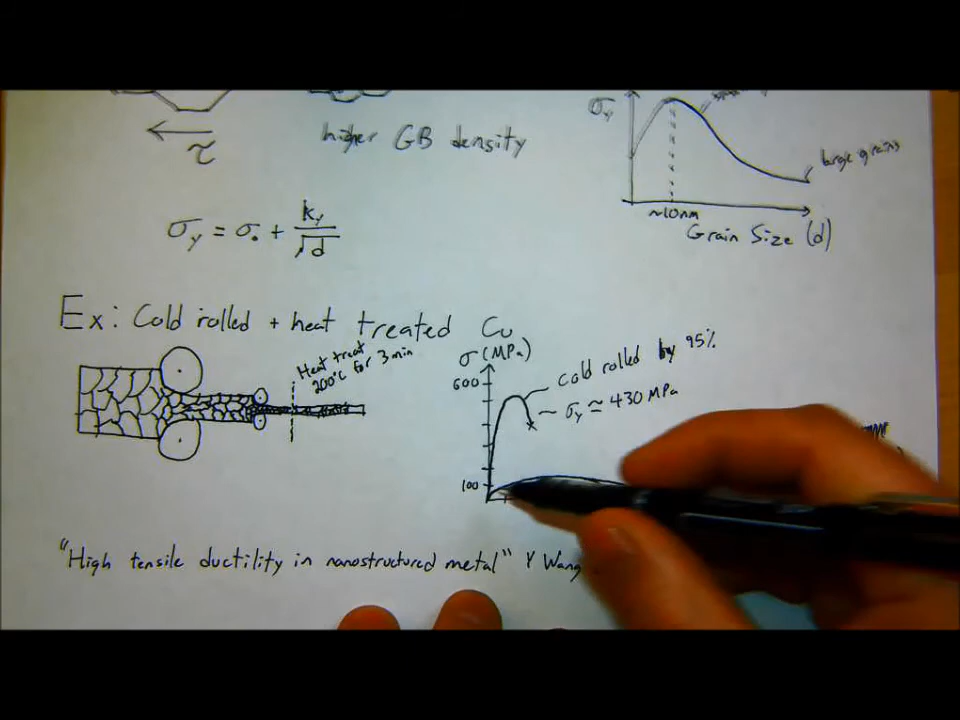 σy
large grains
higher GB density
τ
~10nm
Grain Size (d)
σy = σ₀ + ky/√d
Ex: Cold rolled + heat treated Cu
Heat treat
200°C for 3 min
σ (MPa)
600
cold rolled by 95%
σy ≃ 430 MPa
100
"High tensile ductility in nanostructured metal" Y Wang